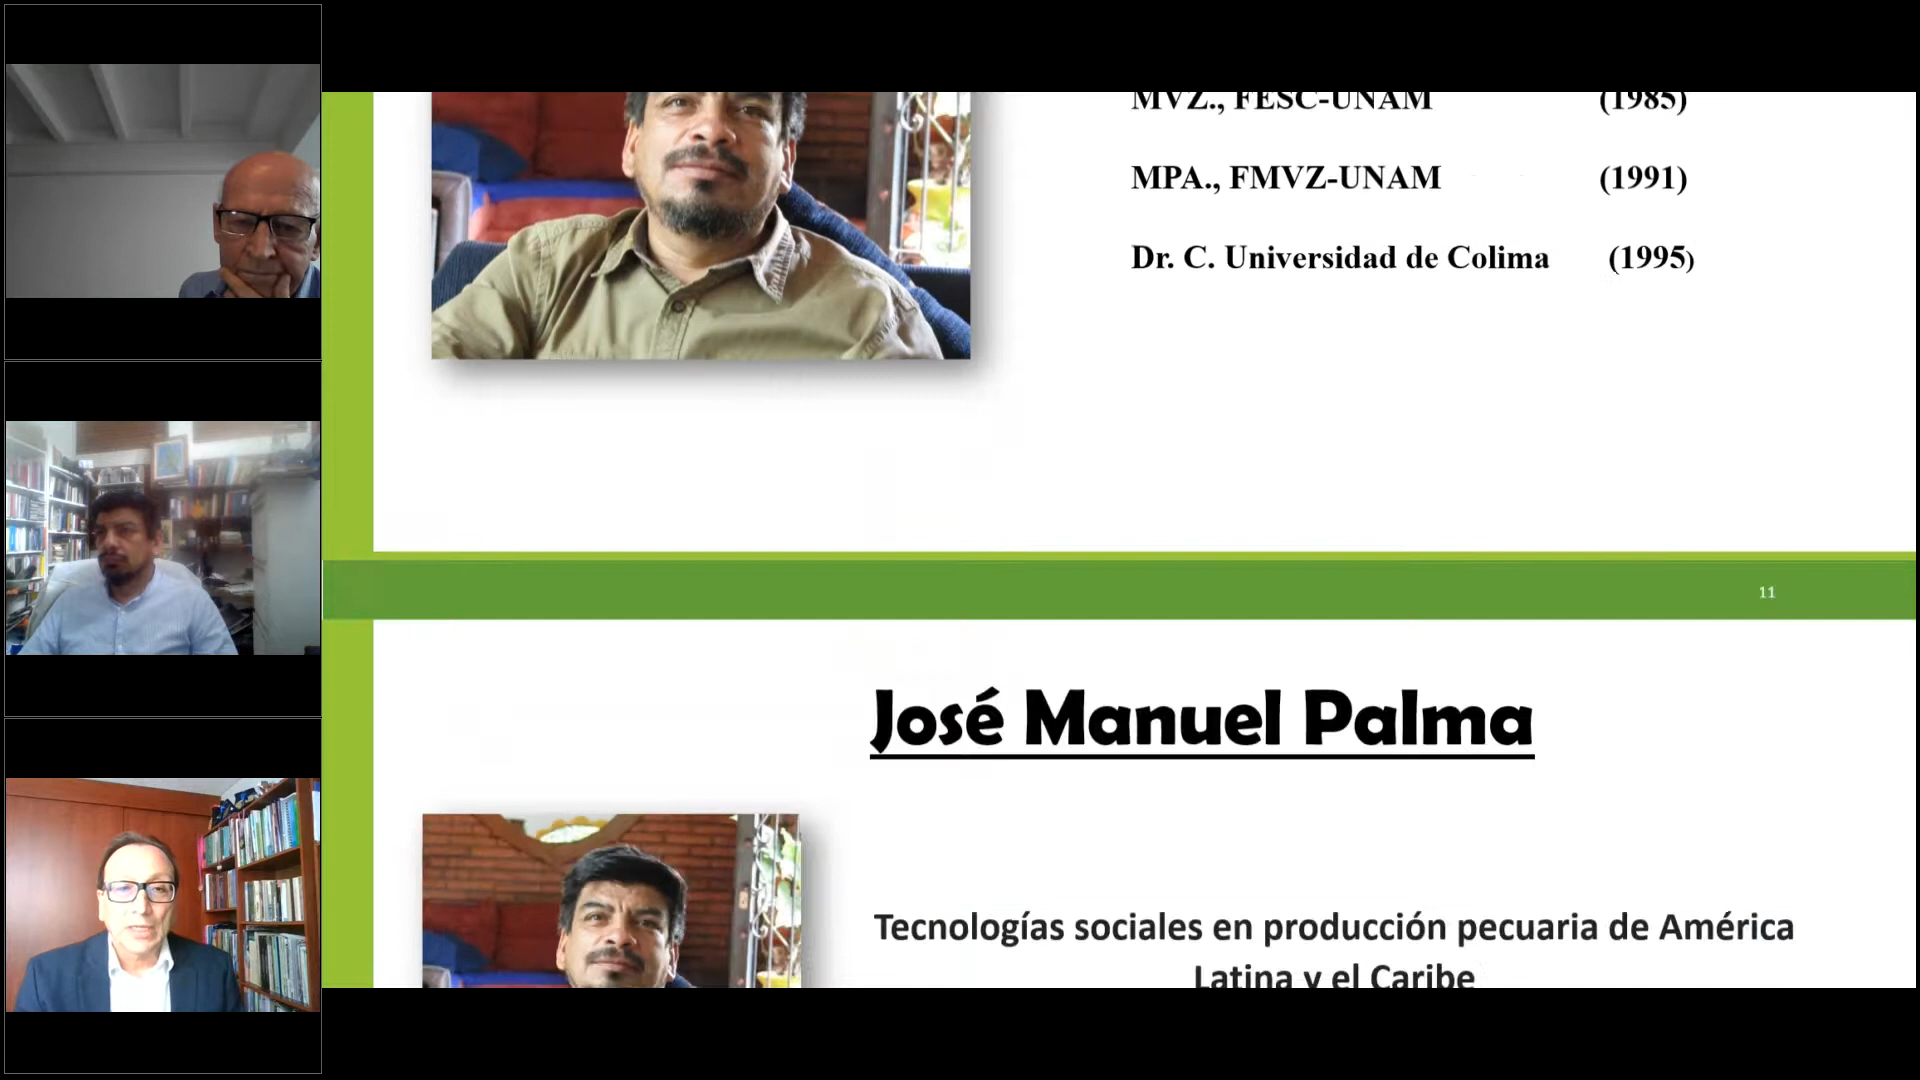 MVZ., FESC-UNAM (1985)
MPA., FMVZ-UNAM (1991)
Dr. C. Universidad de Colima (1995)
11
José Manuel Palma
Tecnologías sociales en producción pecuaria de América
Latina y el Caribe